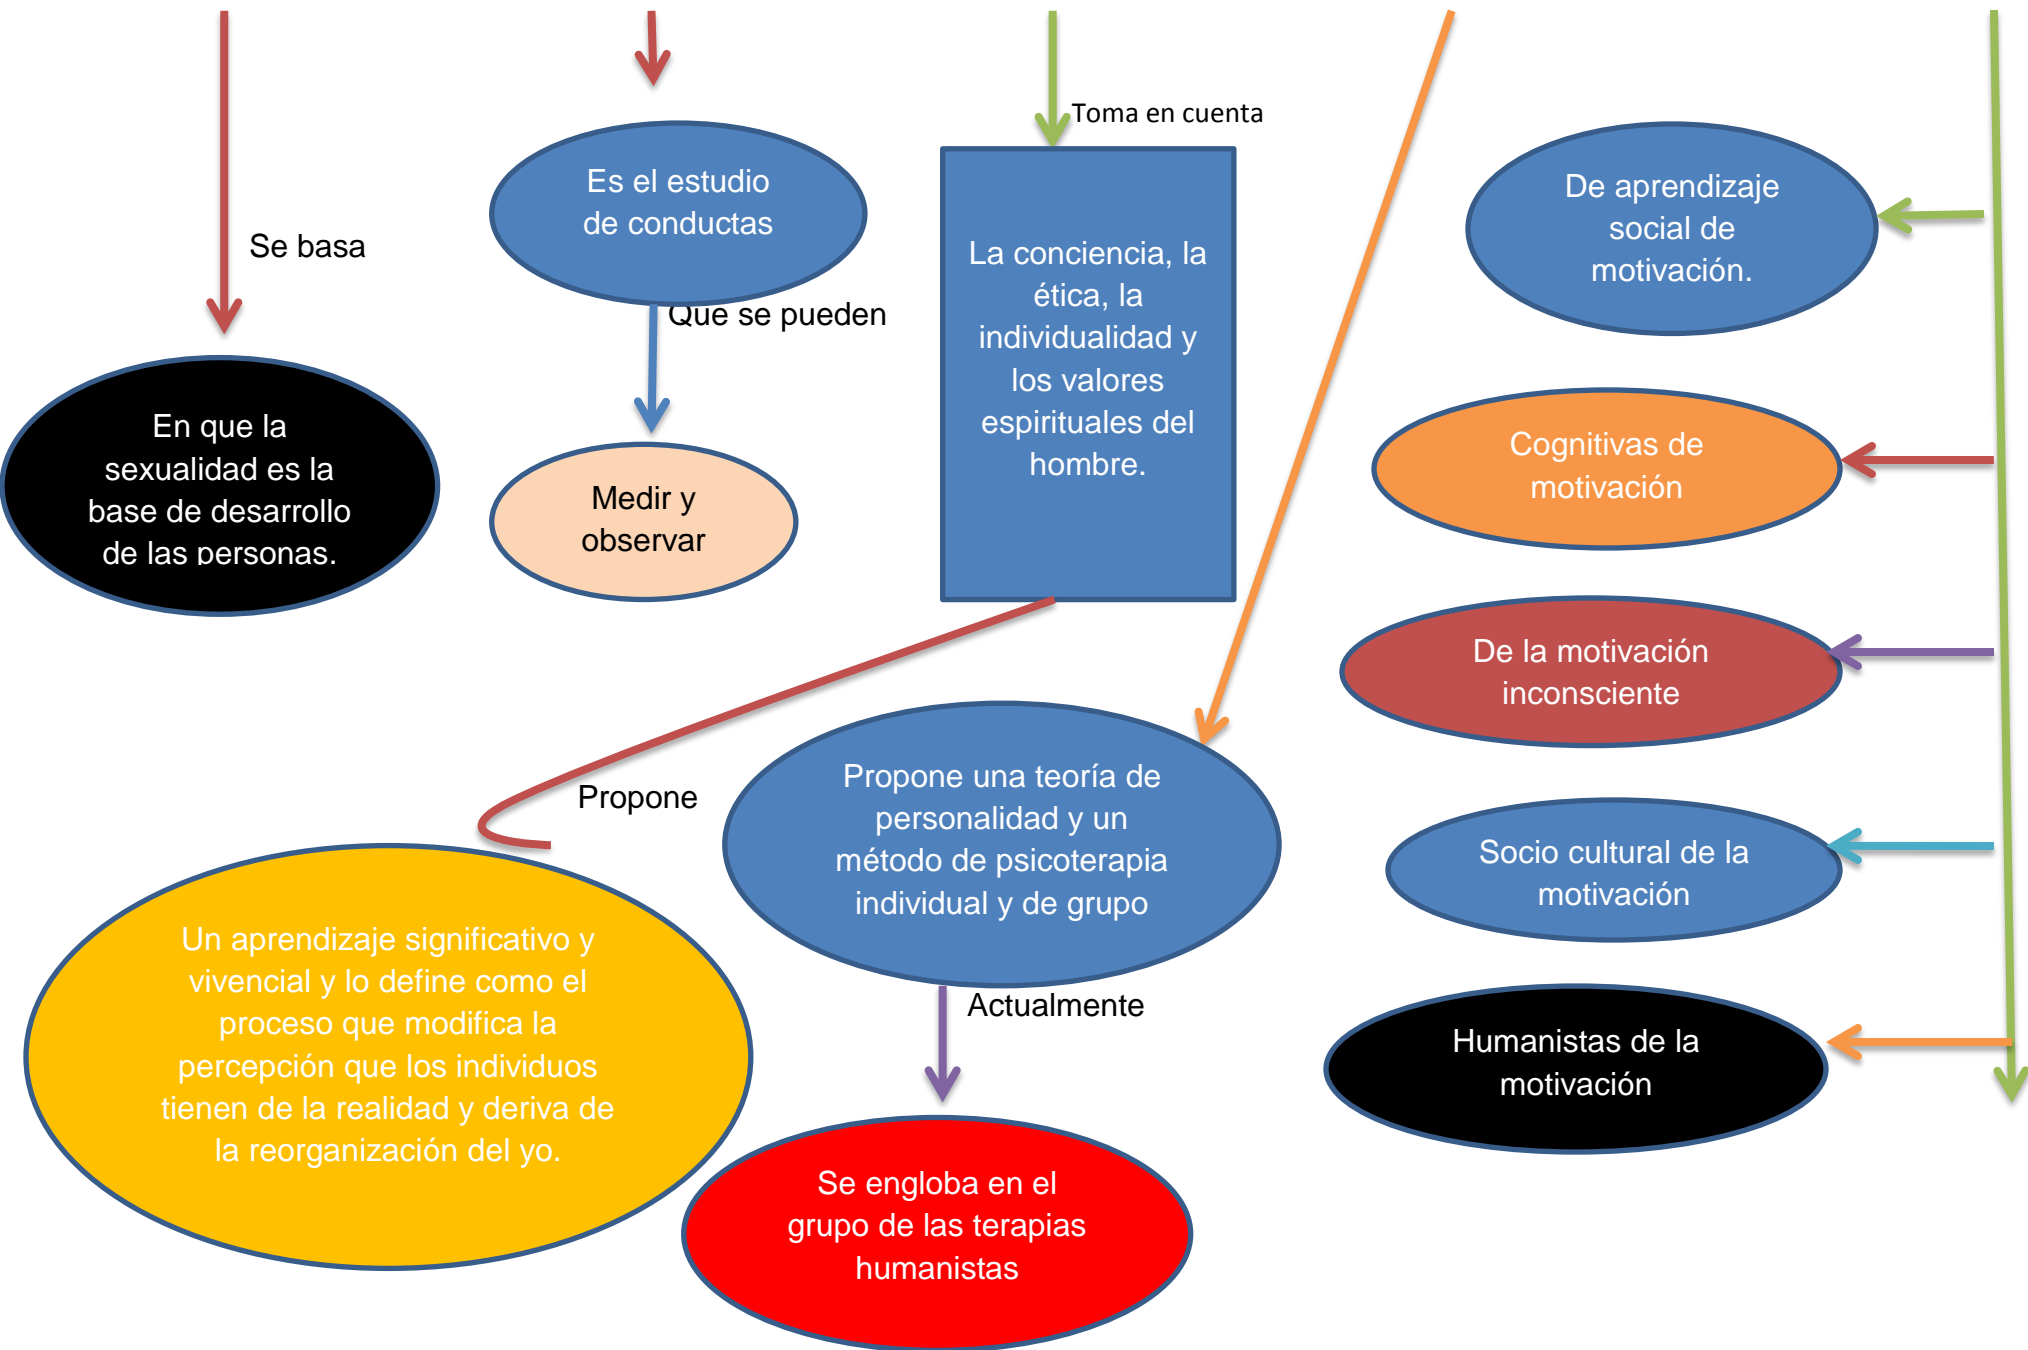 Toma en cuenta
Se basa
En que la
sexualidad es la
base de desarrollo
de las personas.
Es el estudio
de conductas
Que se pueden
Medir y
observar
La conciencia, la
ética, la
individualidad y
los valores
espirituales del
hombre.
Propone
Un aprendizaje significativo y
vivencial y lo define como el
proceso que modifica la
percepción que los individuos
tienen de la realidad y deriva de
la reorganización del yo.
Propone una teoría de
personalidad y un
método de psicoterapia
individual y de grupo
Actualmente
Se engloba en el
grupo de las terapias
humanistas
De aprendizaje
social de
motivación.
Cognitivas de
motivación
De la motivación
inconsciente
Socio cultural de la
motivación
Humanistas de la
motivación